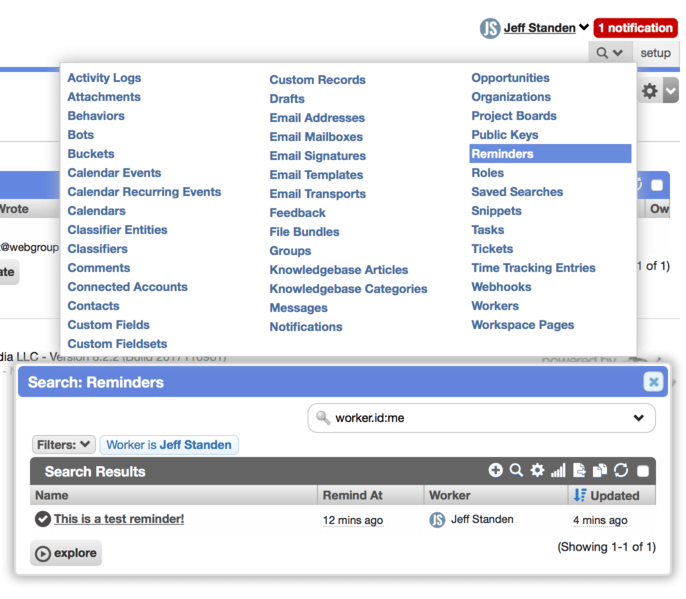 JS Jeff Standen 1 notification
setup
Activity Logs
Attachments
Behaviors
Bots
Buckets
Calendar Events
Calendar Recurring Events
Calendars
Classifier Entities
Classifiers
Comments
Connected Accounts
Contacts
Custom Fields
Custom Fieldsets
Custom Records
Drafts
Email Addresses
Email Mailboxes
Email Signatures
Email Templates
Email Transports
Feedback
File Bundles
Groups
Knowledgebase Articles
Knowledgebase Categories
Messages
Notifications
Opportunities
Organizations
Project Boards
Public Keys
Reminders
Roles
Saved Searches
Snippets
Tasks
Tickets
Time Tracking Entries
Webhooks
Workers
Workspace Pages
Wrote Ow
@webgroup
ate 1 of 1)
dia LLC - Version 8.2.2 (Build 2017110901) powered by
Search: Reminders
worker.id:me
Filters: Worker is Jeff Standen
Search Results
Name Remind At Worker Updated
This is a test reminder! 12 mins ago JS Jeff Standen 4 mins ago
explore (Showing 1-1 of 1)